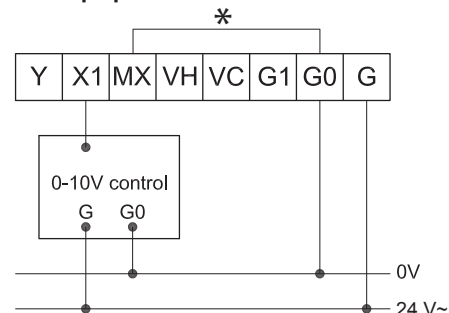 *
Y X1 MX VH VC G1 G0 G
0-10V control
G G0
0V
24 V~